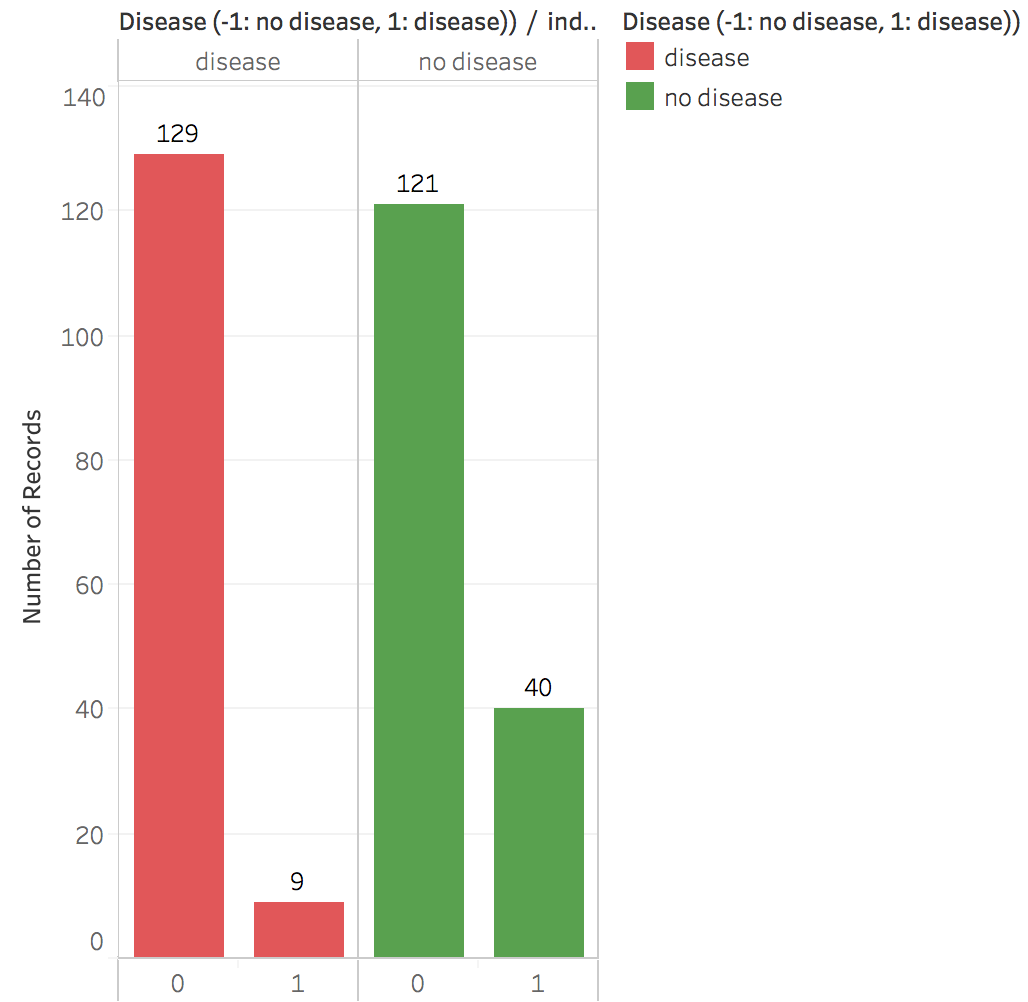 Disease (-1: no disease, 1: disease)) / ind..
disease no disease
Number of Records
140
120
100
80
60
40
20
0
129
9
121
40
0 1 0 1
Disease (-1: no disease, 1: disease))
disease
no disease